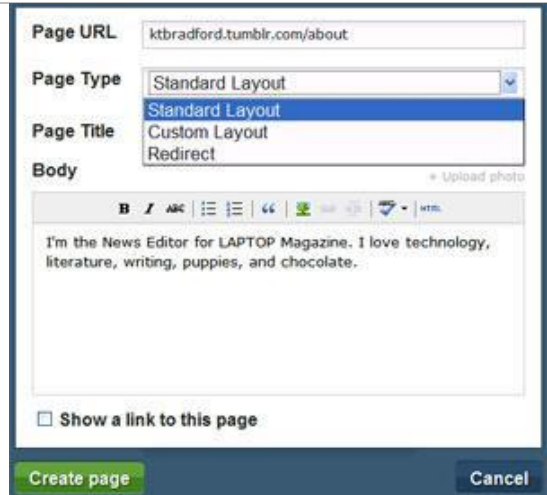 Page URL ktbradford.tumblr.com/about
Page Type Standard Layout
Standard Layout
Page Title Custom Layout
Redirect
Body + Upload photo
B I ABC “ HTML
I'm the News Editor for LAPTOP Magazine. I love technology,
literature, writing, puppies, and chocolate.
Show a link to this page
Create page Cancel